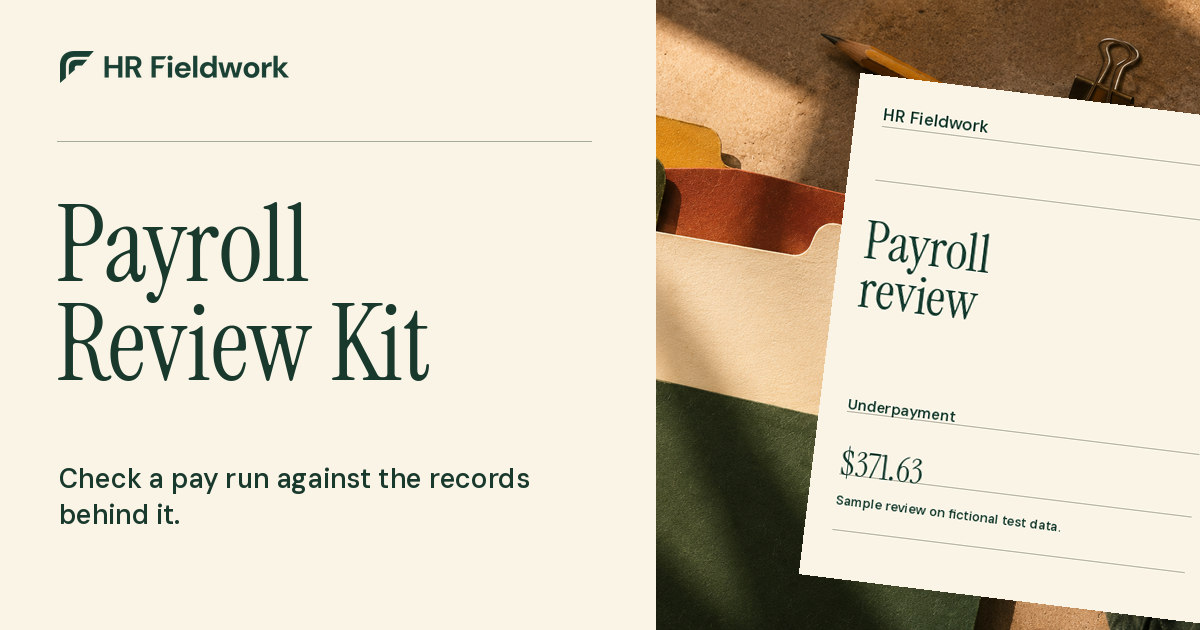 HR Fieldwork
Payroll
Review Kit
Check a pay run against the records
behind it.
HR Fieldwork
Payroll
review
Underpayment
$371.63
Sample review on fictional test data.